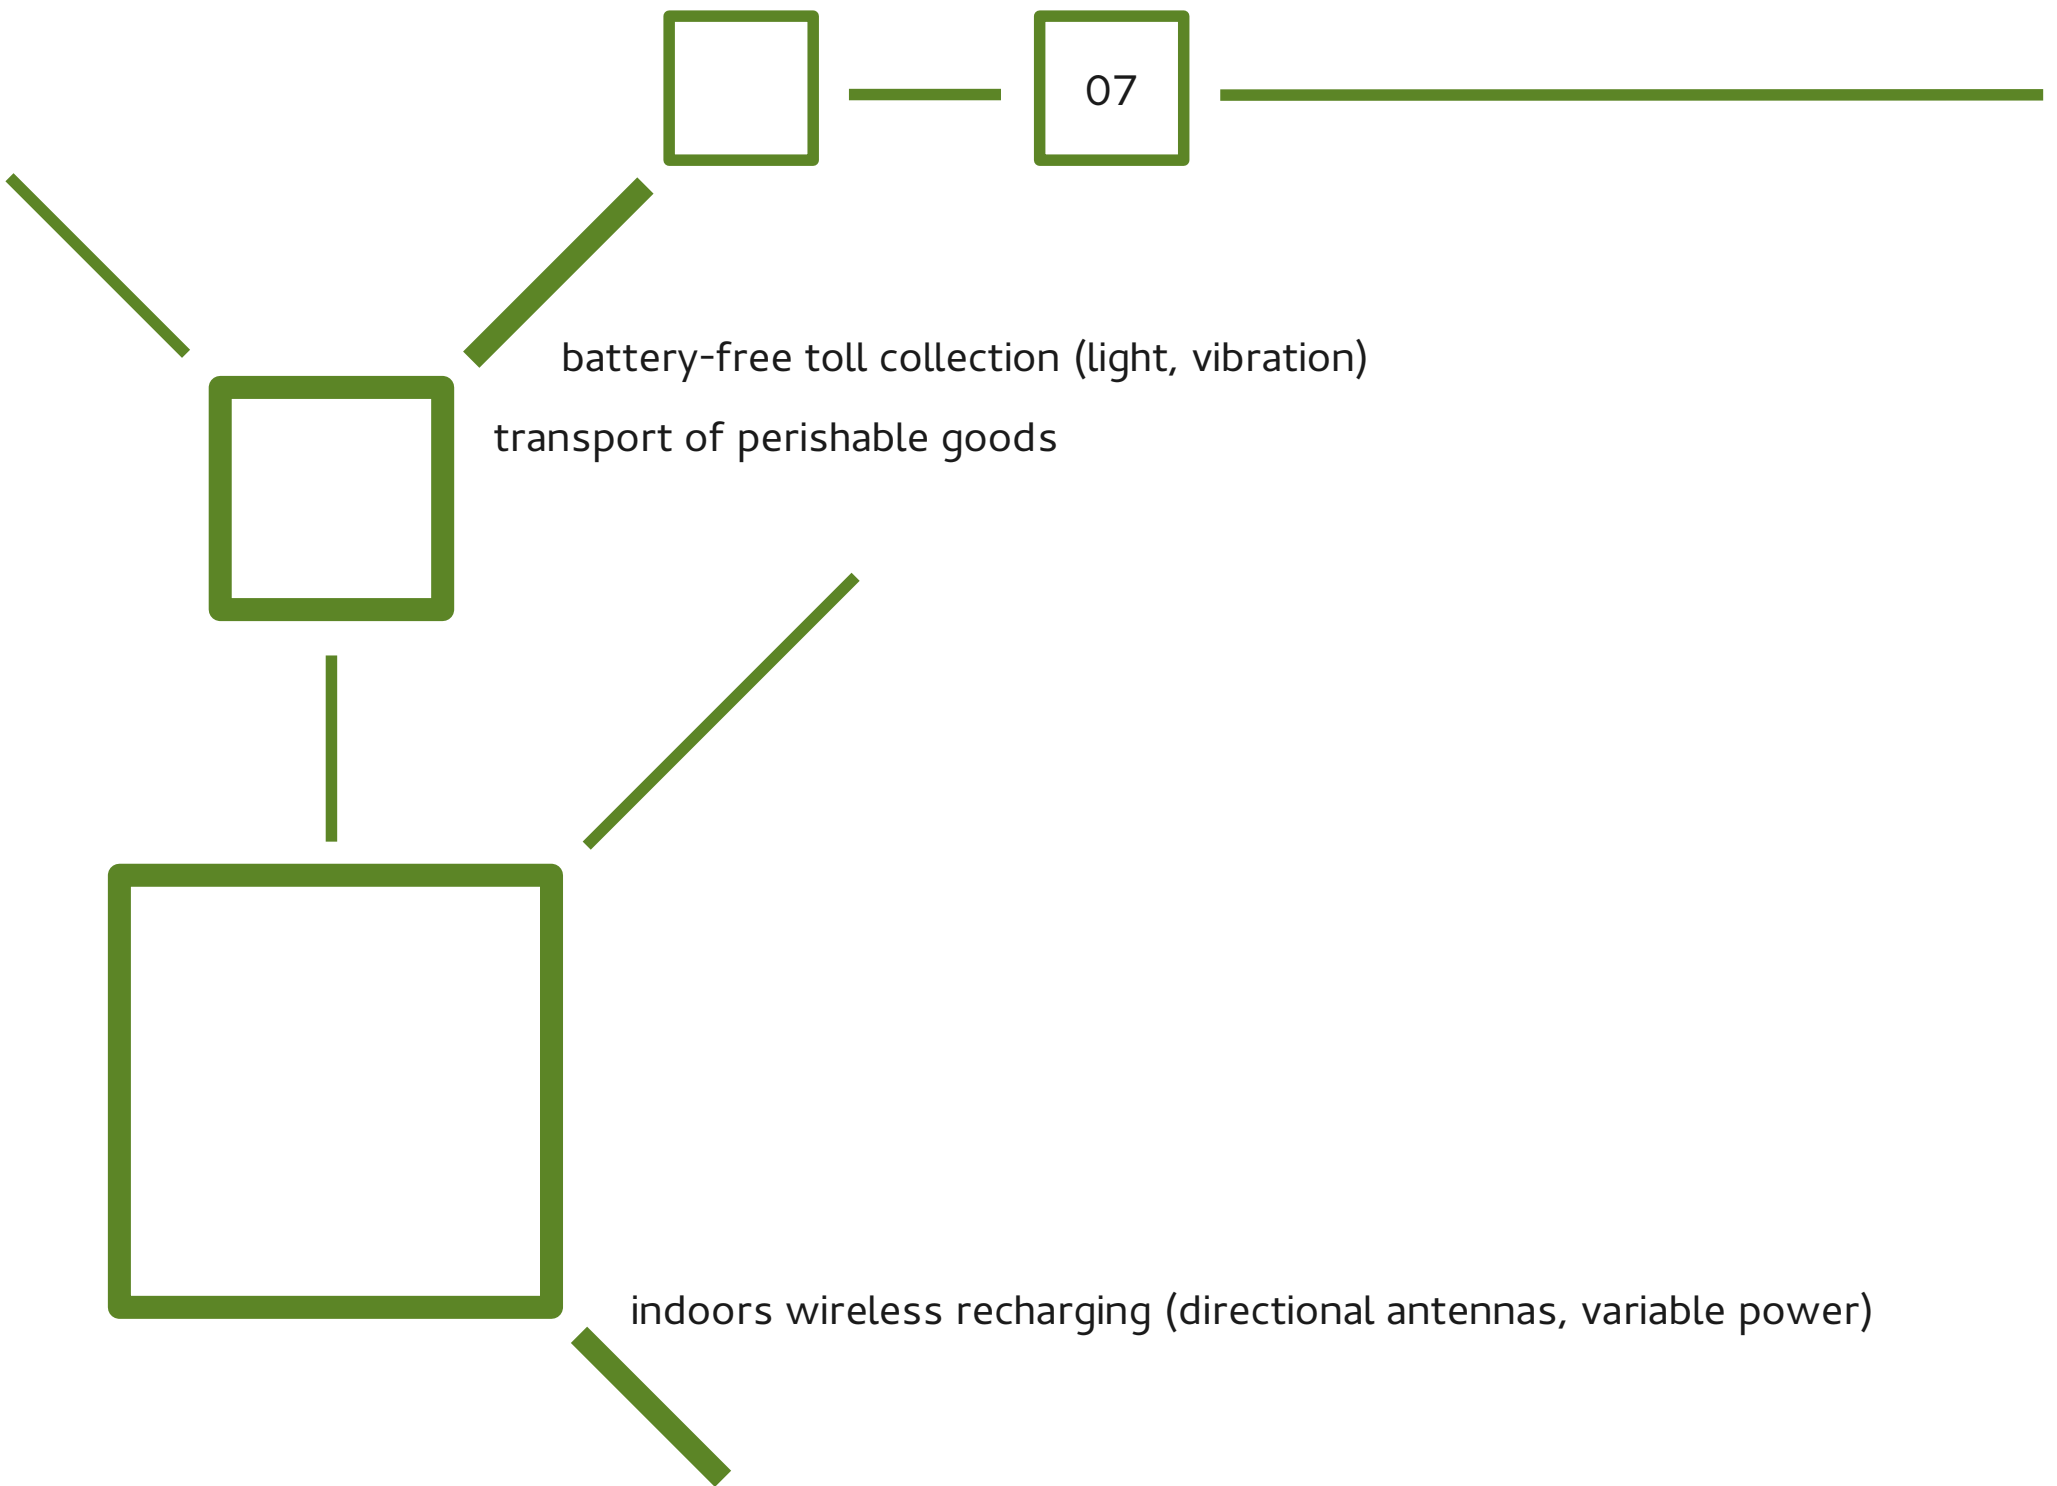 07
battery-free toll collection (light, vibration)
transport of perishable goods
indoors wireless recharging (directional antennas, variable power)